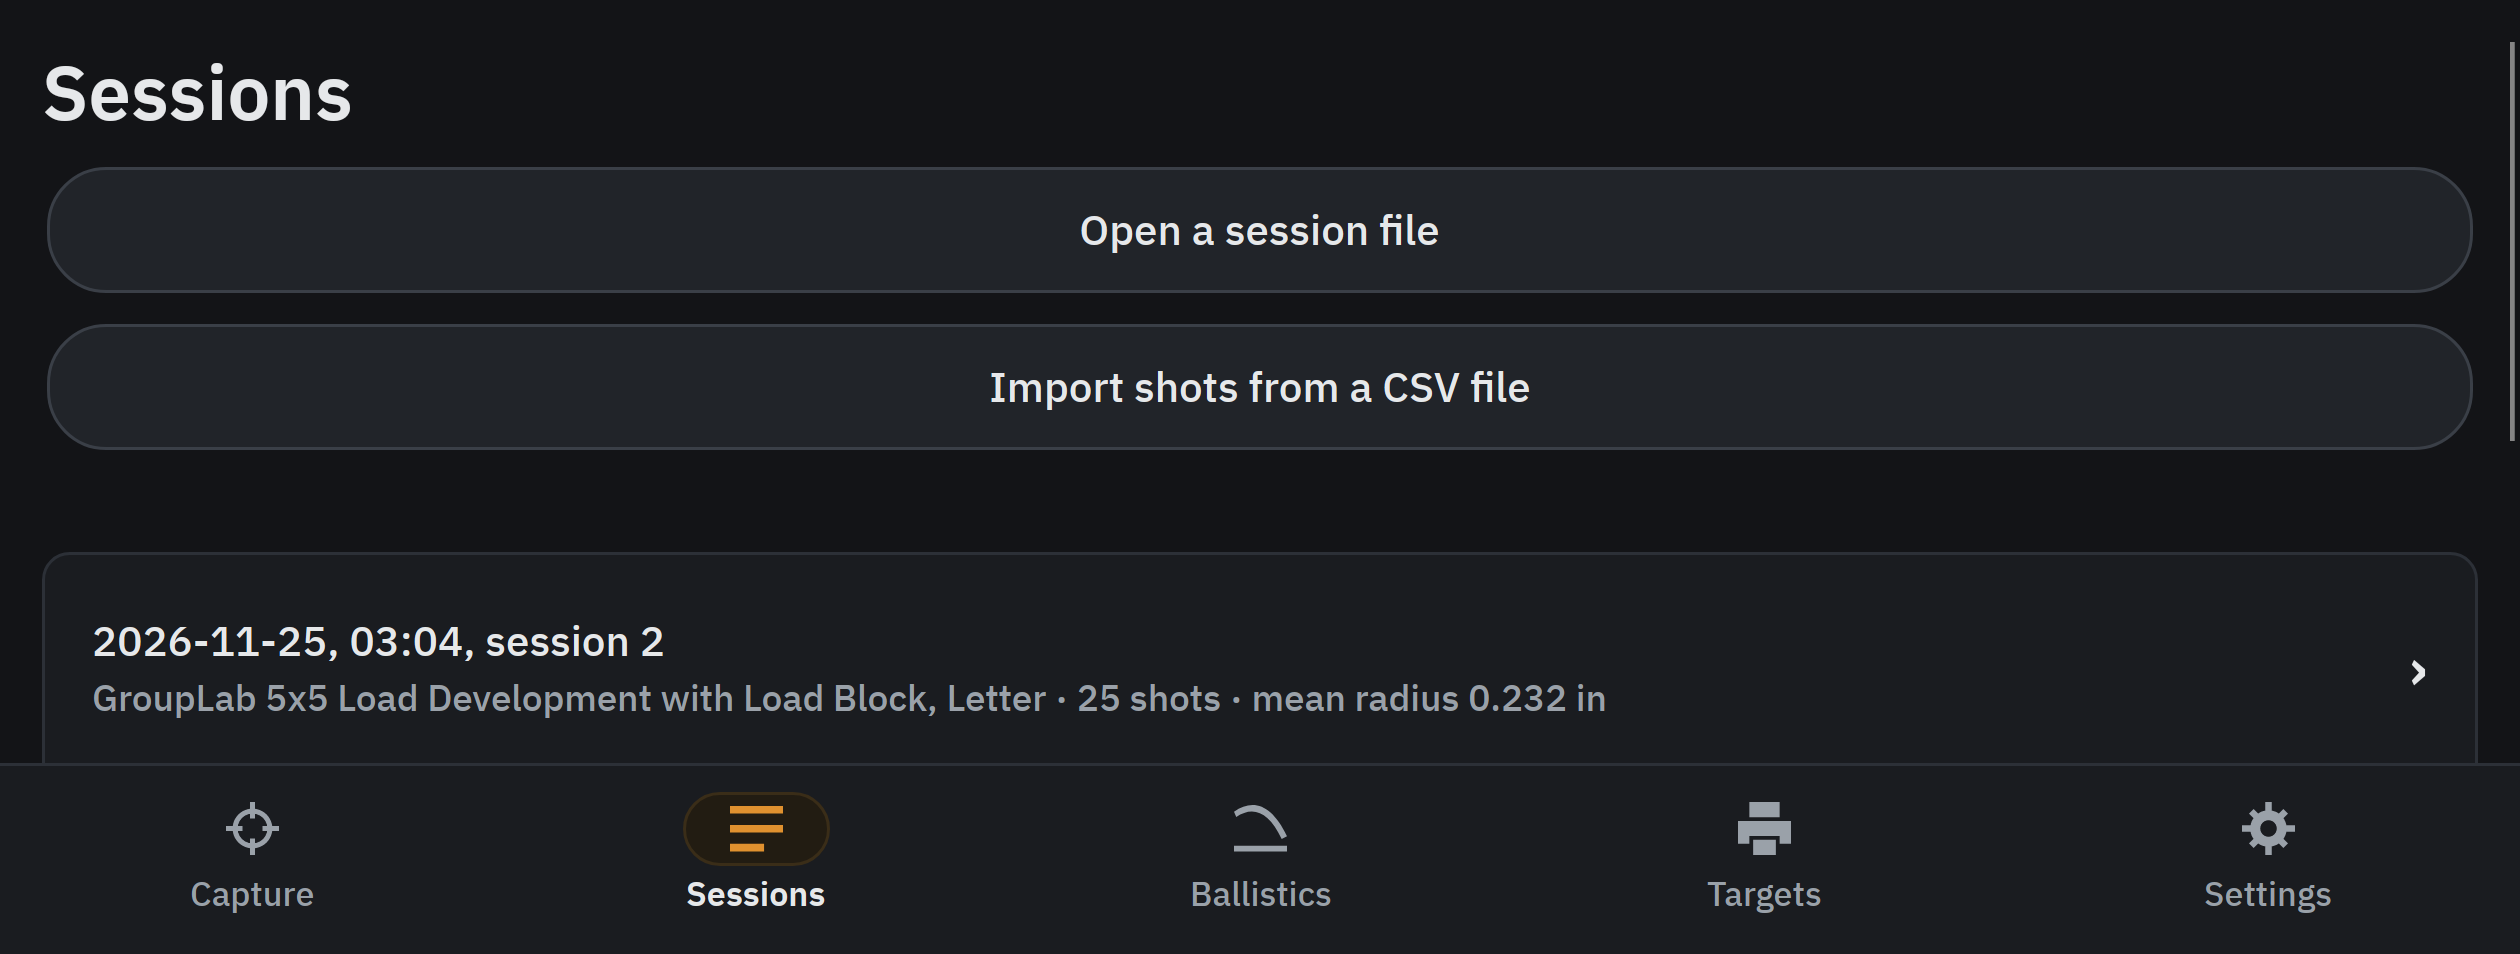 Sessions
Open a session file
Import shots from a CSV file
2026-11-25, 03:04, session 2
GroupLab 5x5 Load Development with Load Block, Letter · 25 shots · mean radius 0.232 in
Capture
Sessions
Ballistics
Targets
Settings